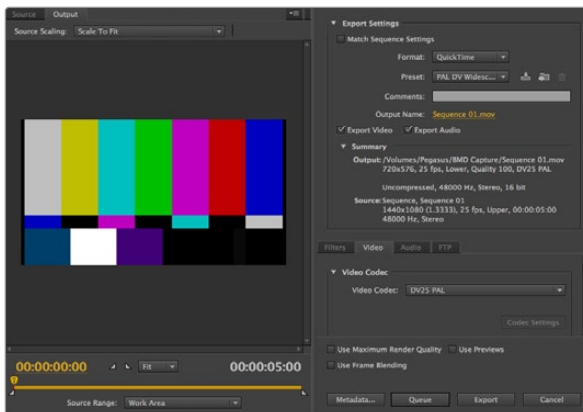 Source Output
Source Scaling: Scale To Fit
00:00:00:00 Fit 00:00:05:00
Source Range: Work Area
Export Settings
Match Sequence Settings
Format: QuickTime
Preset: PAL DV Widesc...
Comments:
Output Name: Sequence 01.mov
Export Video Export Audio
Summary
Output: /Volumes/Pegasus/BMD Capture/Sequence 01.mov
720x576, 25 fps, Lower, Quality 100, DV25 PAL
Uncompressed, 48000 Hz, Stereo, 16 bit
Source: Sequence, Sequence 01
1440x1080 (1.3333), 25 fps, Upper, 00:00:05:00
48000 Hz, Stereo
Filters Video Audio FTP
Video Codec
Video Codec: DV25 PAL
Codec Settings
Use Maximum Render Quality Use Previews
Use Frame Blending
Metadata... Queue Export Cancel